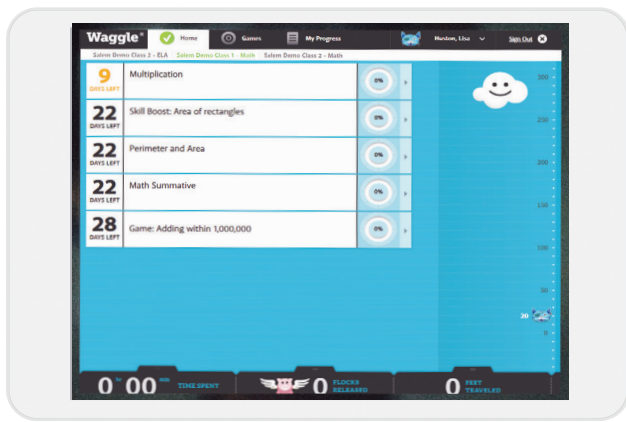 Waggle® Home Games My Progress Huston, Lisa Sign Out
Salem Demo Class 3 - ELA Salem Demo Class 1 - Math Salem Demo Class 2 - Math
9 DAYS LEFT
Multiplication
0%
22 DAYS LEFT
Skill Boost: Area of rectangles
0%
22 DAYS LEFT
Perimeter and Area
0%
22 DAYS LEFT
Math Summative
0%
28 DAYS LEFT
Game: Adding within 1,000,000
0%
300
250
200
150
100
50
20
0
0 hr 00 min TIME SPENT
0 FLOCKS RELEASED
0 FEET TRAVELED